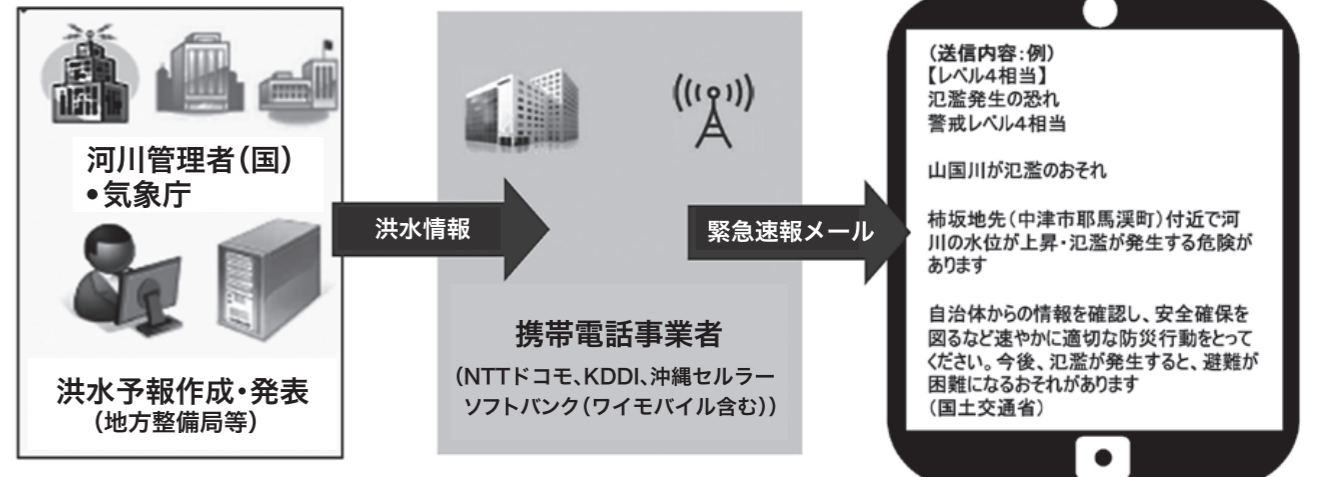 河川管理者(国)
•気象庁
洪水予報作成・発表
(地方整備局等)
洪水情報
携帯電話事業者
(NTTドコモ、KDDI、沖縄セルラー
ソフトバンク(ワイモバイル含む))
緊急速報メール
(送信内容:例)
【レベル4相当】
氾濫発生の恐れ
警戒レベル4相当
山国川が氾濫のおそれ
柿坂地先(中津市耶馬溪町)付近で河
川の水位が上昇・氾濫が発生する危険が
あります
自治体からの情報を確認し、安全確保を
図るなど速やかに適切な防災行動をとって
ください。今後、氾濫が発生すると、避難が
困難になるおそれがあります
(国土交通省)